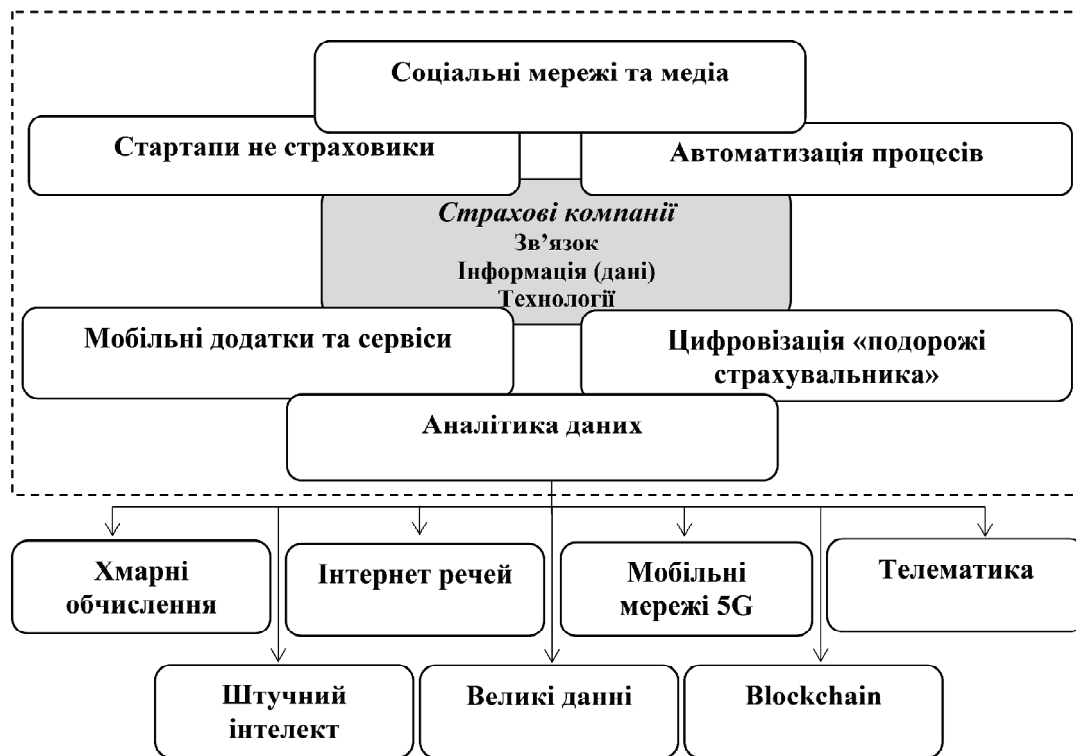 Соціальні мережі та медіа
Стартапи не страховики
Автоматизація процесів
Страхові компанії
Зв’язок
Інформація (дані)
Технології
Мобільні додатки та сервіси
Цифровізація «подорожі
страхувальника»
Аналітика даних
Хмарні
обчислення
Інтернет речей
Мобільні
мережі 5G
Телематика
Штучний
інтелект
Великі данні
Blockchain